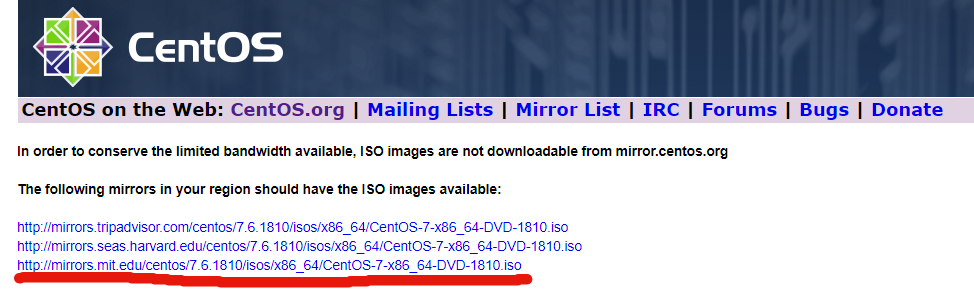 CentOS
CentOS on the Web: CentOS.org | Mailing Lists | Mirror List | IRC | Forums | Bugs | Donate
In order to conserve the limited bandwidth available, ISO images are not downloadable from mirror.centos.org
The following mirrors in your region should have the ISO images available:
http://mirrors.tripadvisor.com/centos/7.6.1810/isos/x86_64/CentOS-7-x86_64-DVD-1810.iso
http://mirrors.seas.harvard.edu/centos/7.6.1810/isos/x86_64/CentOS-7-x86_64-DVD-1810.iso
http://mirrors.mit.edu/centos/7.6.1810/isos/x86_64/CentOS-7-x86_64-DVD-1810.iso